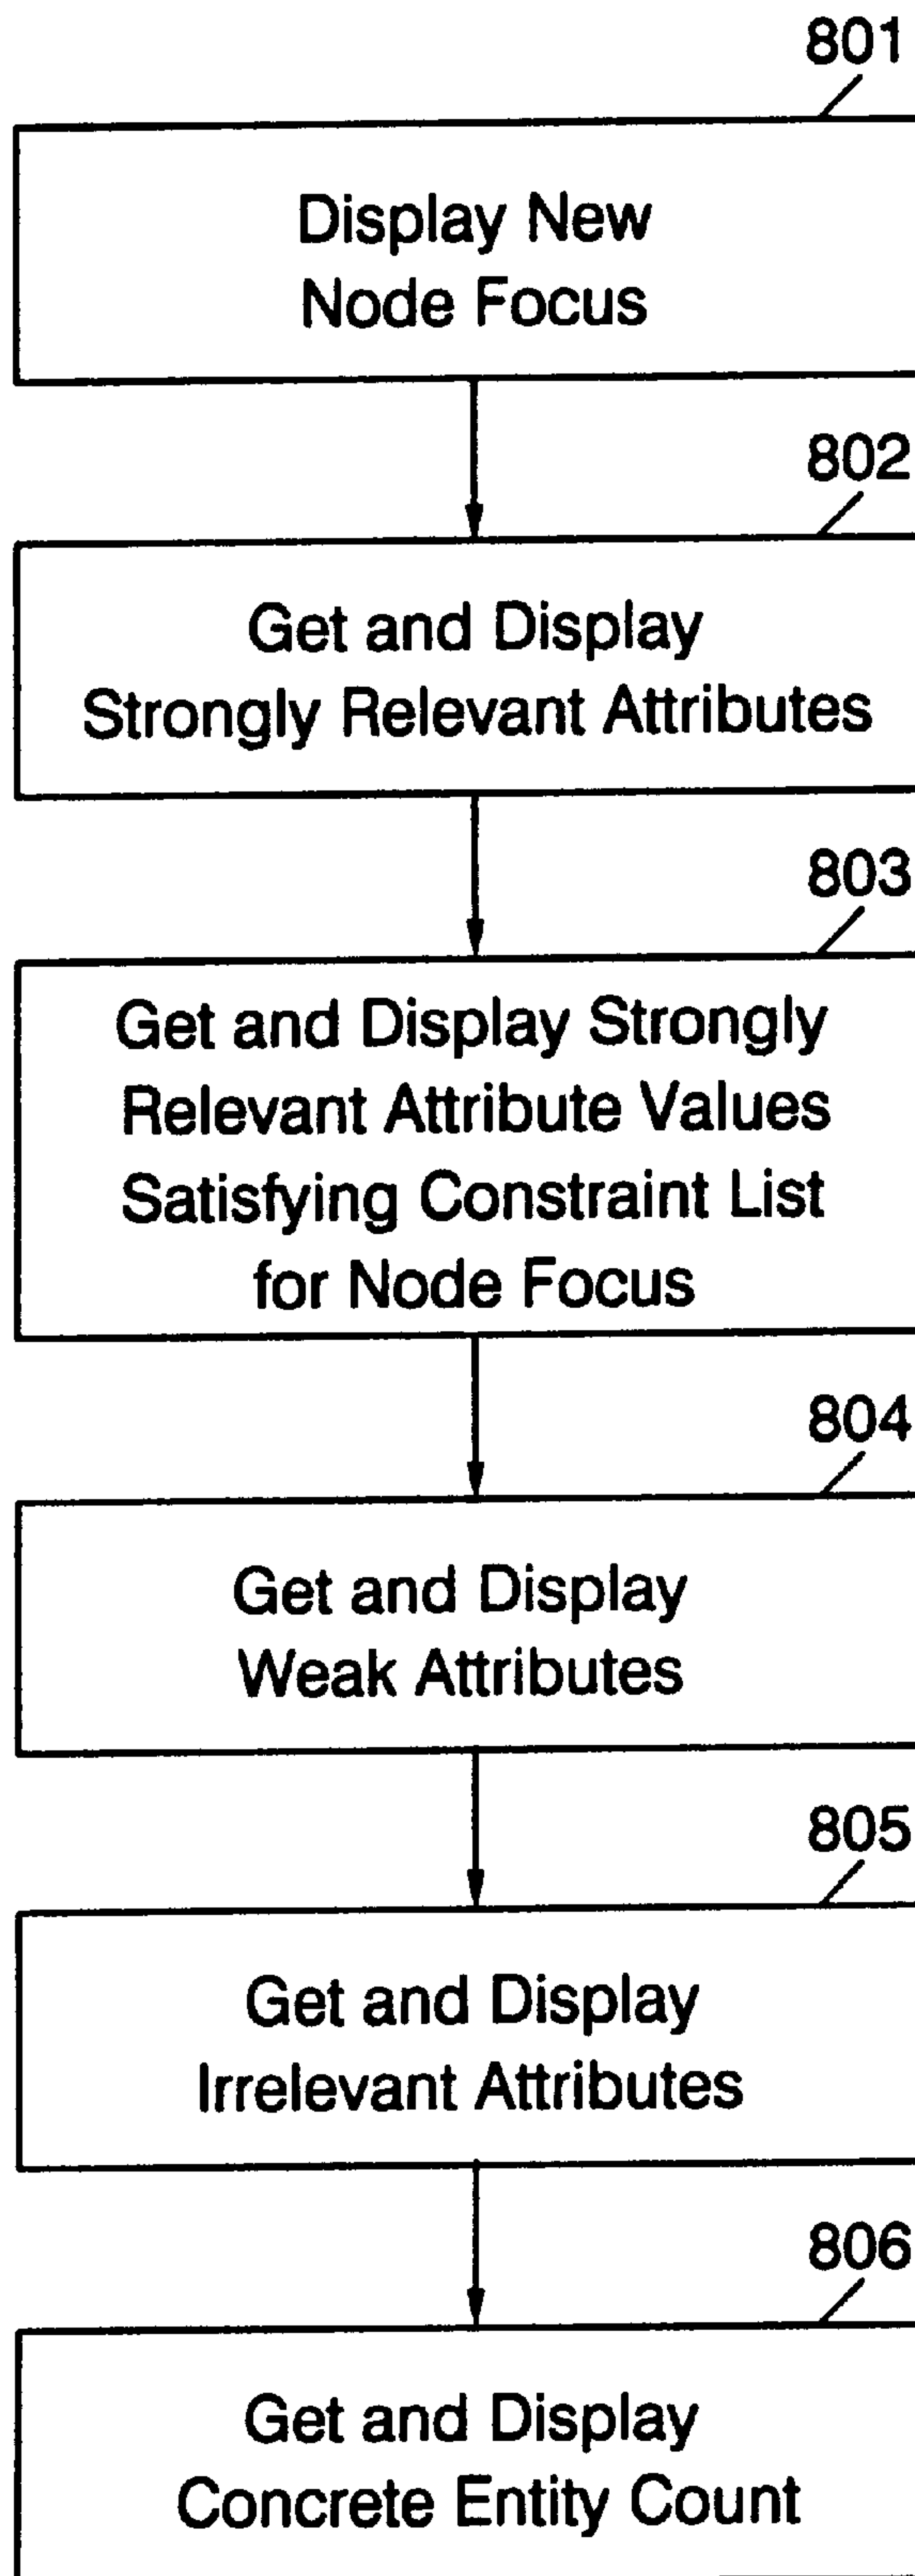 801
Display New
Node Focus
802
Get and Display
Strongly Relevant Attributes
803
Get and Display Strongly
Relevant Attribute Values
Satisfying Constraint List
for Node Focus
804
Get and Display
Weak Attributes
805
Get and Display
Irrelevant Attributes
806
Get and Display
Concrete Entity Count